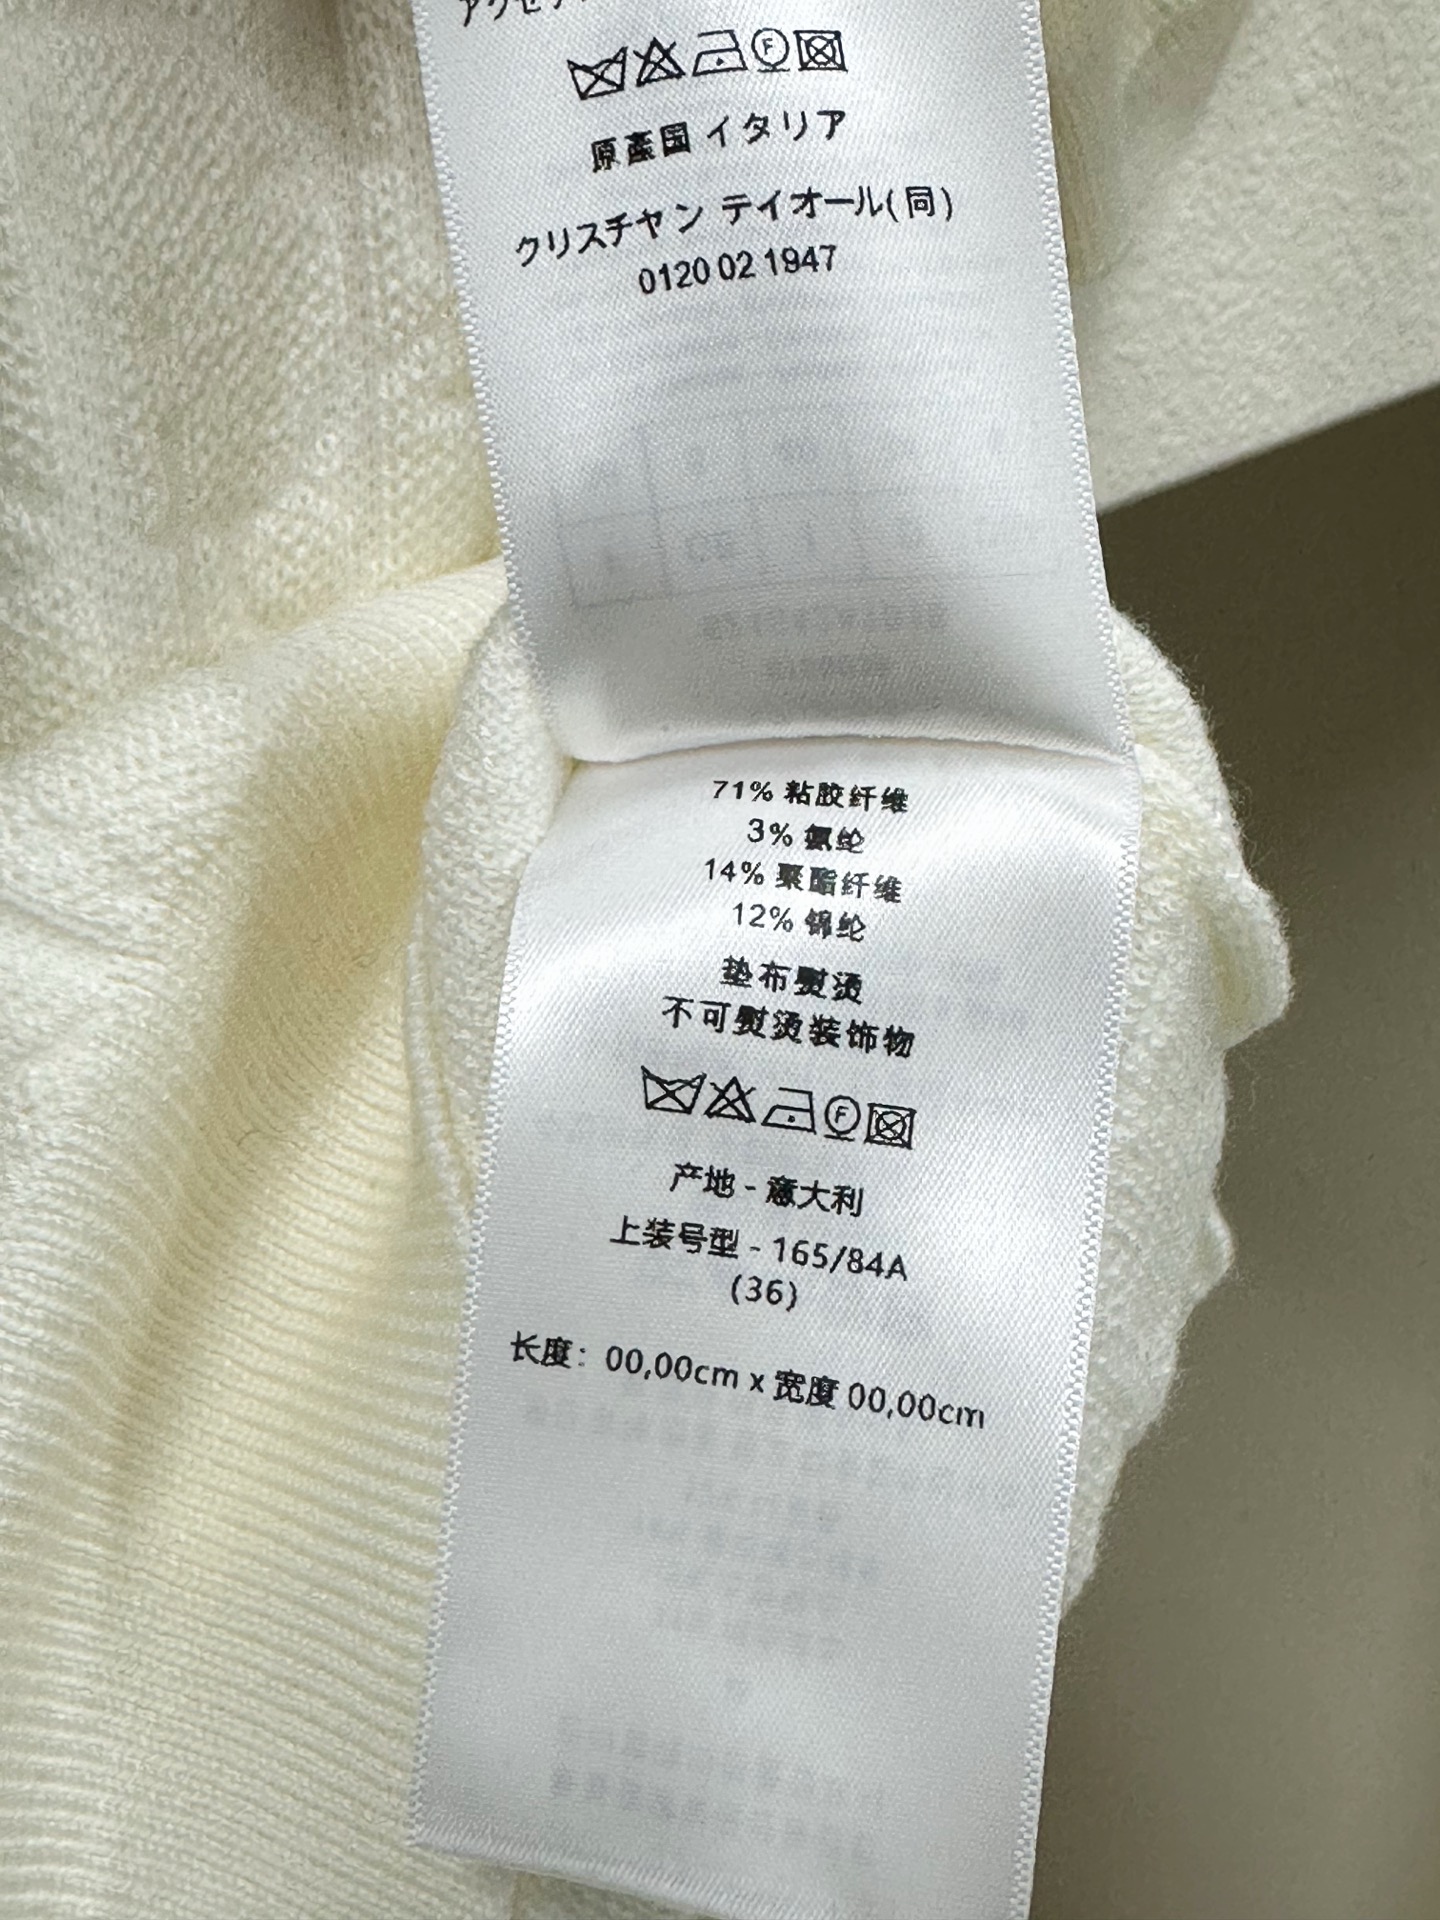 アクセ
F
原産国 イタリア
クリスチャン テイオール(同)
0120 02 1947
71% 粘胶纤维
3% 氨纶
14% 聚酯纤维
12% 锦纶
垫布熨烫
不可熨烫装饰物
F
产地 - 意大利
上装号型 - 165/84A
(36)
长度: 00,00cm x 宽度 00,00cm